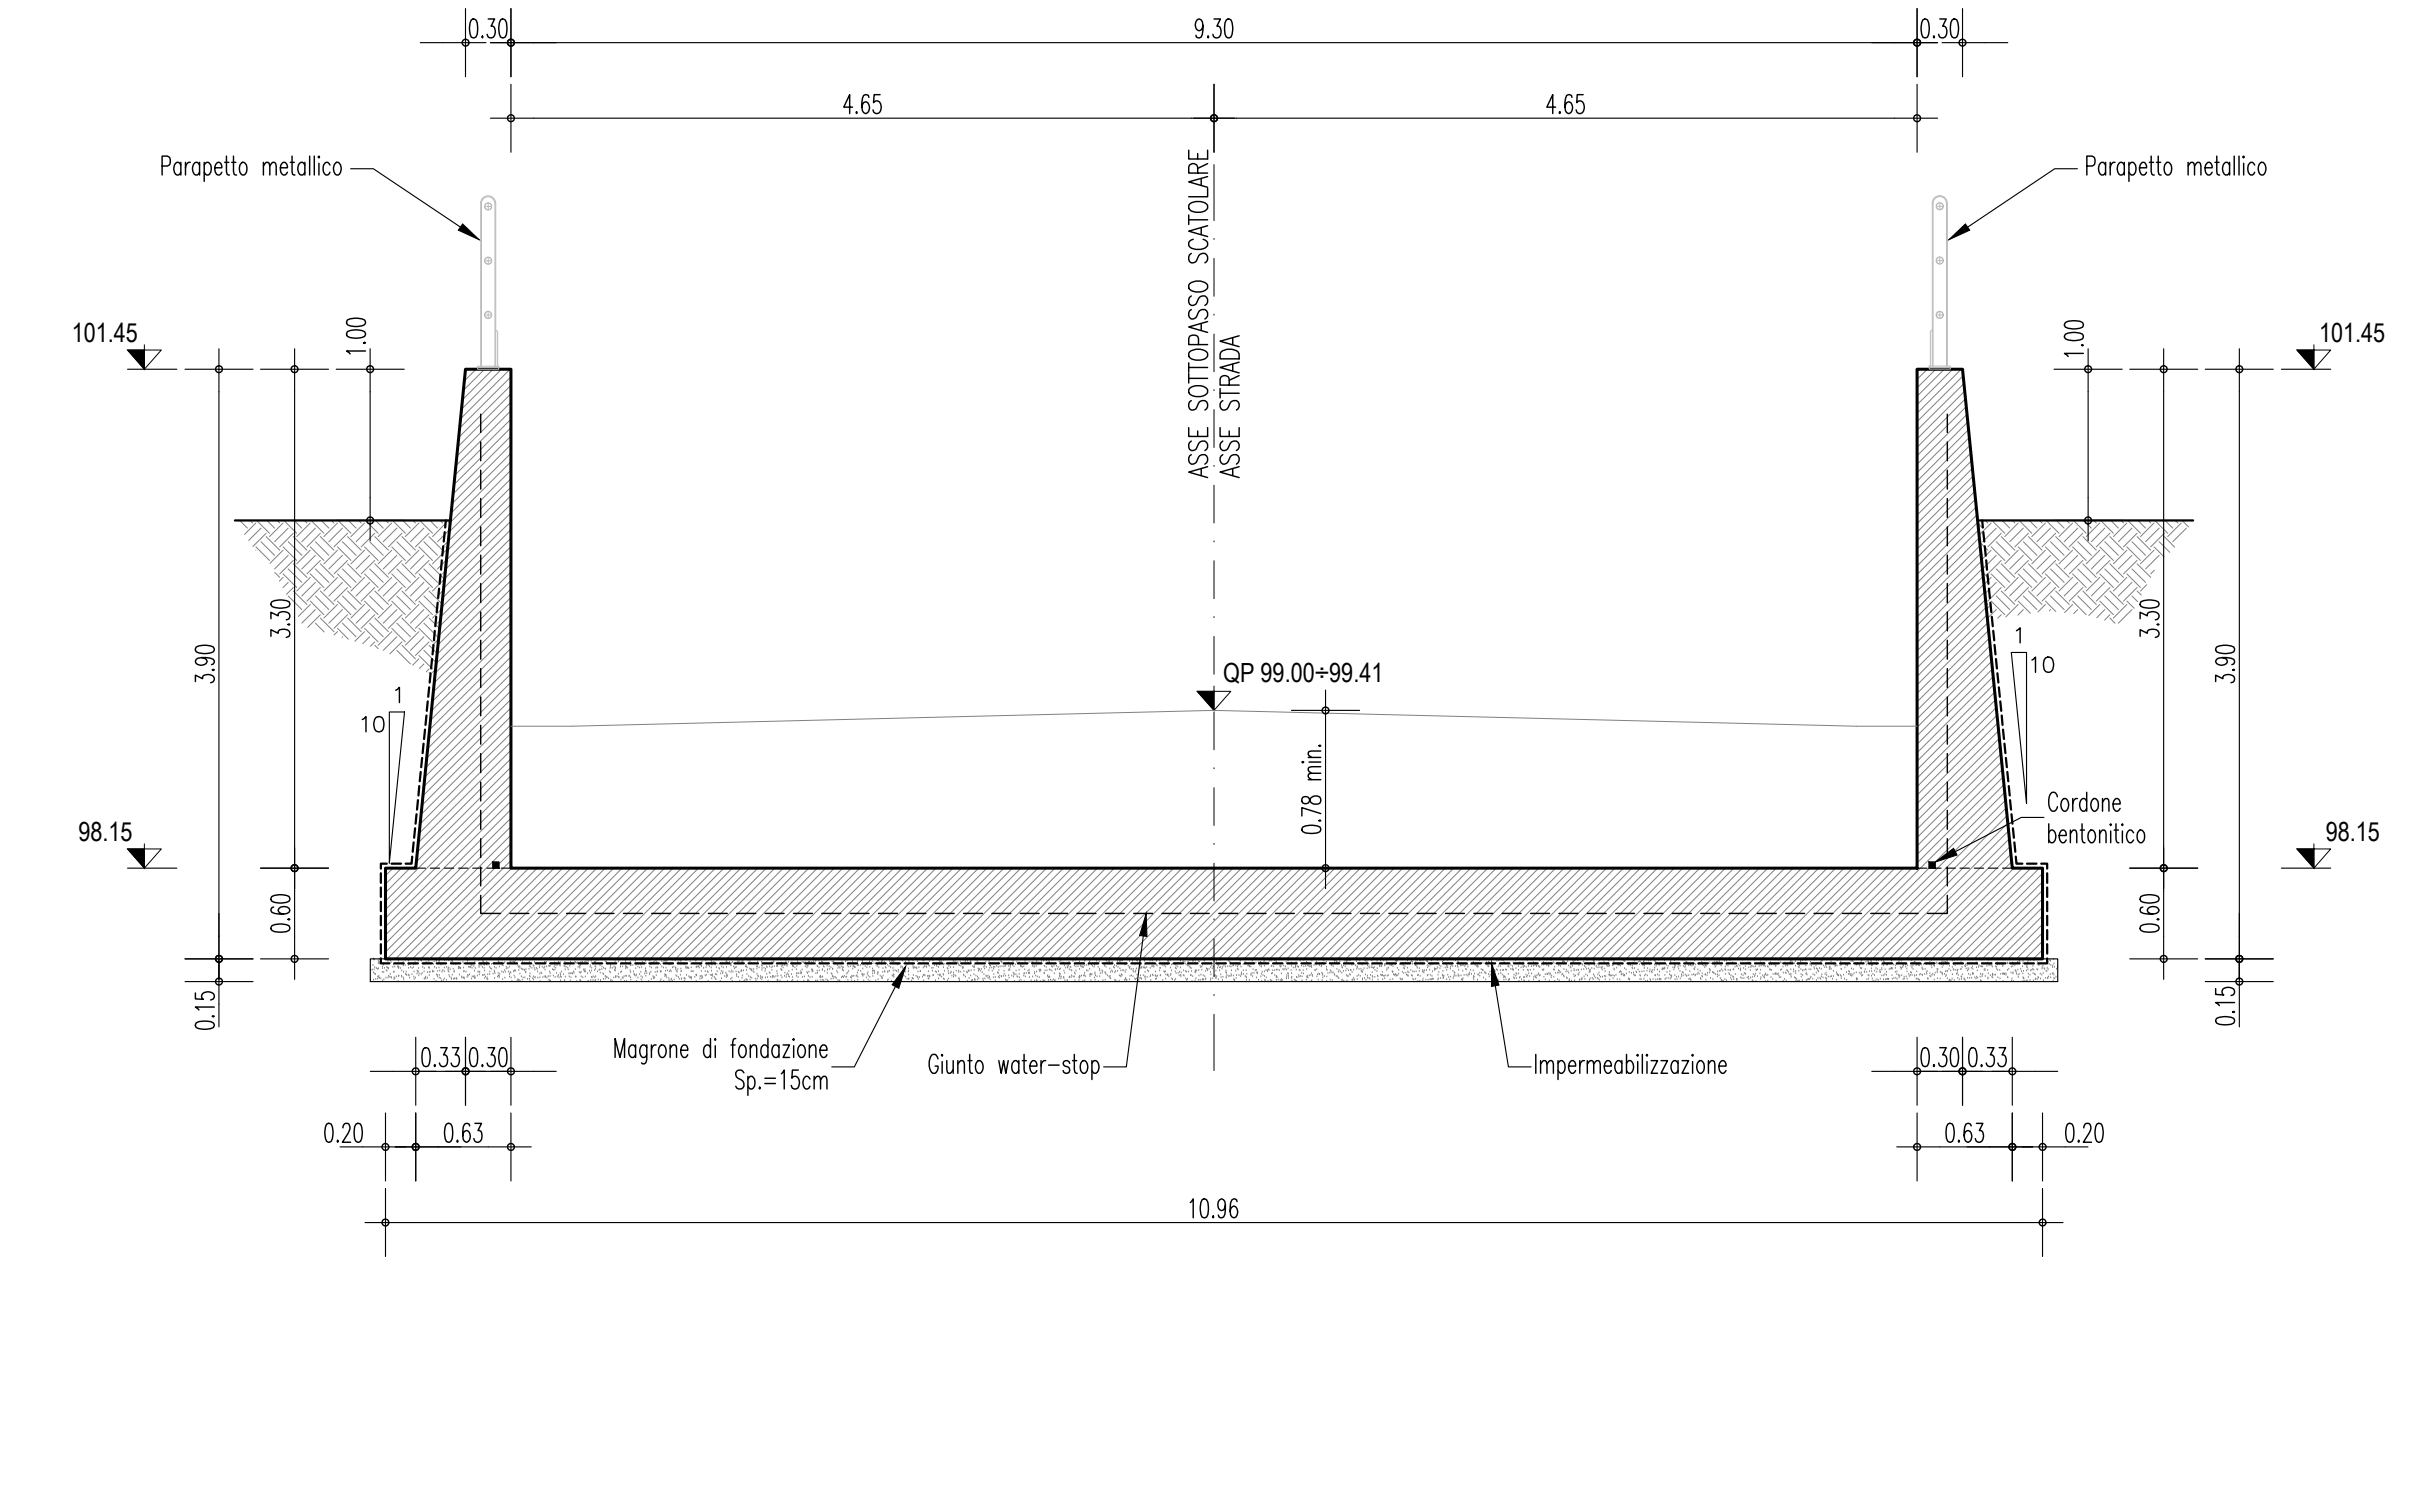 0.30
9.30
0.30
4.65
4.65
Parapetto metallico
Parapetto metallico
ASSE SOTTOPASSO SCATOLARE
ASSE STRADA
101.45
1.00
1.00
101.45
3.30
3.90
3.30
3.90
1
10
1
10
QP 99.00÷99.41
0.78 min.
Cordone
bentonitico
98.15
98.15
0.60
0.60
0.15
0.15
Magrone di fondazione
Sp.=15cm
Giunto water-stop
Impermeabilizzazione
0.33
0.30
0.30
0.33
0.20
0.63
0.63
0.20
10.96